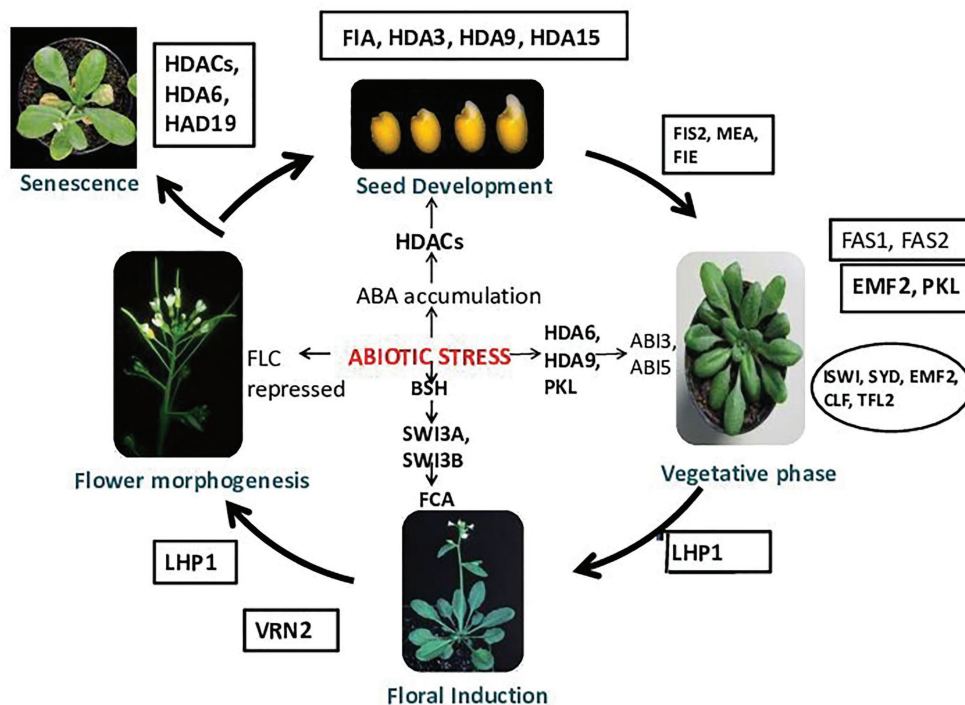 FIA, HDA3, HDA9, HDA15
HDACs,
HDA6,
HAD19
Senescence
Seed Development
FIS2, MEA,
FIE
HDACs
ABA accumulation
FAS1, FAS2
EMF2, PKL
FLC
repressed
ABIOTIC STRESS
HDA6,
HDA9,
PKL
ABI3,
ABI5
BSH
SWI3A,
SWI3B
FCA
ISWI, SYD, EMF2,
CLF, TFL2
Flower morphogenesis
Vegetative phase
LHP1
LHP1
VRN2
Floral Induction